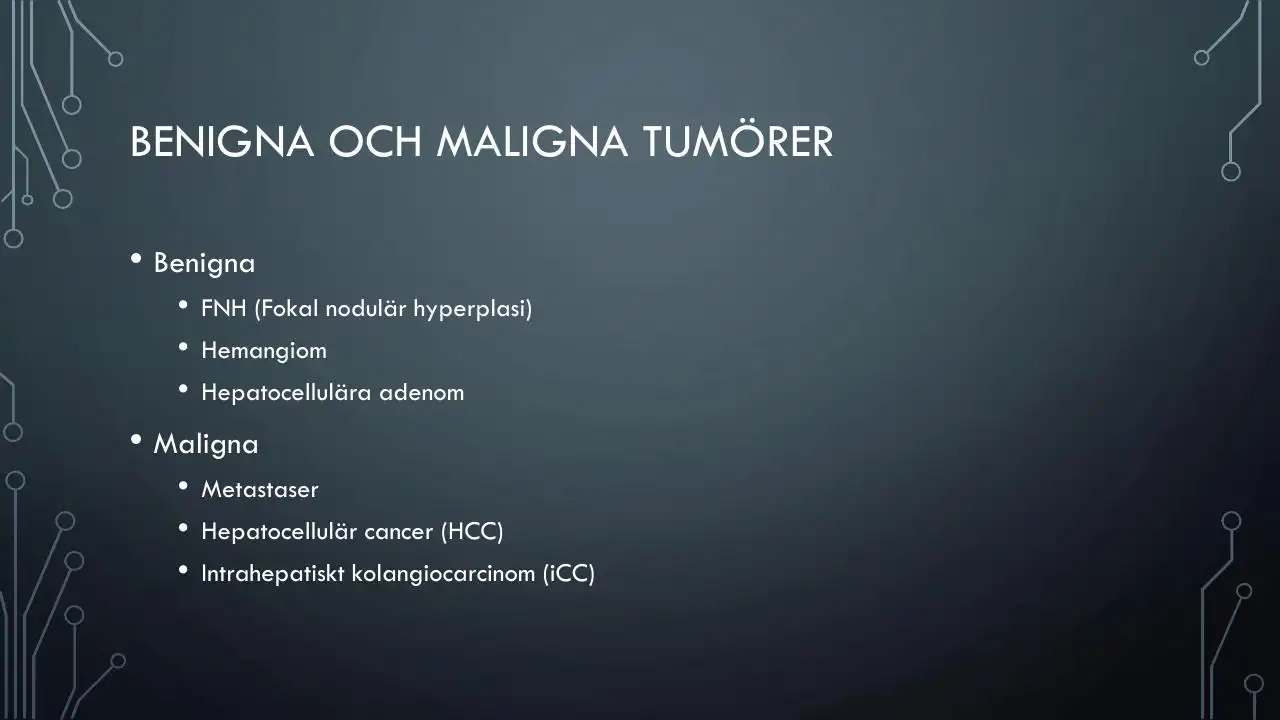 BENIGNA OCH MALIGNA TUMÖRER
• Benigna
• FNH (Fokal nodulär hyperplasi)
• Hemangiom
• Hepatocellulära adenom
• Maligna
• Metastaser
• Hepatocellulär cancer (HCC)
• Intrahepatiskt kolangiocarcinom (iCC)